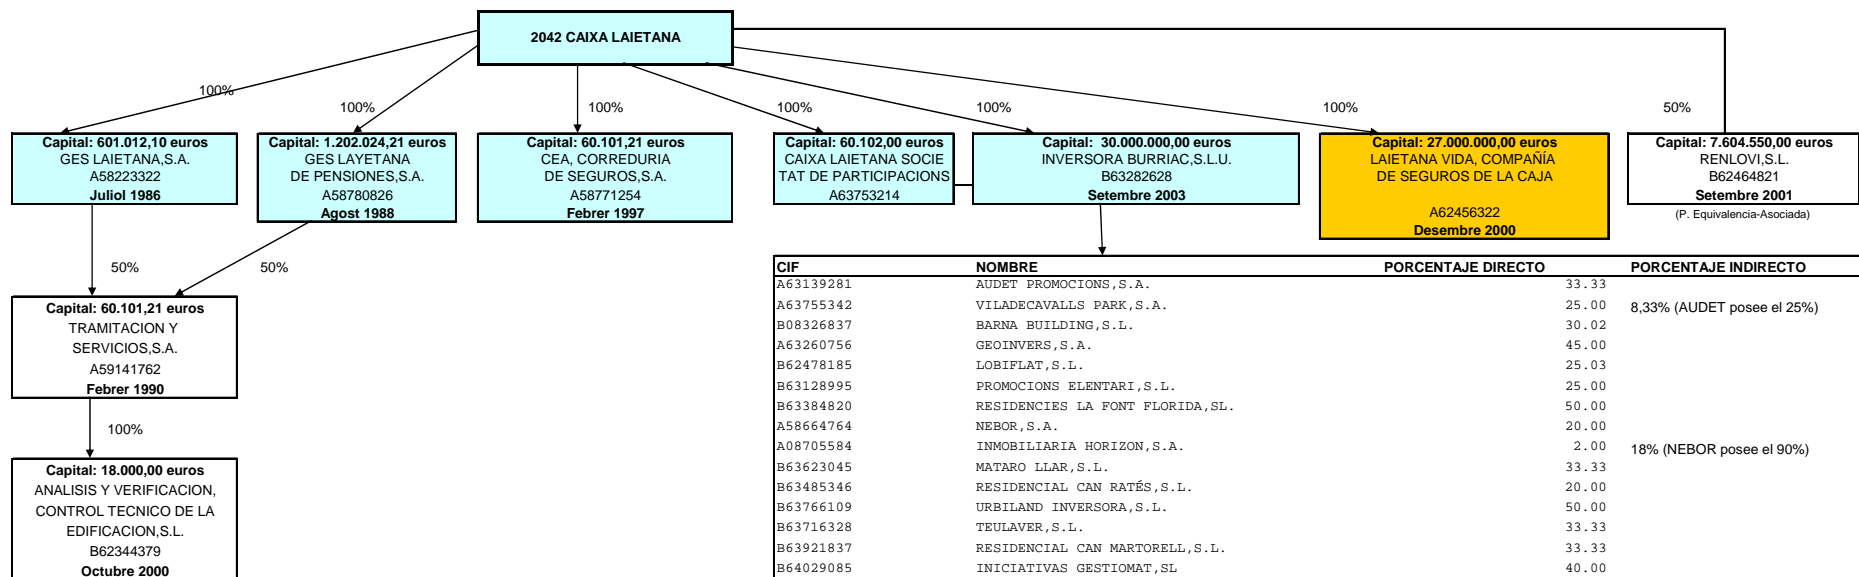 2042 CAIXA LAIETANA
100%
100%
100%
100%
100%
100%
50%
Capital: 601.012,10 euros
GES LAIETANA,S.A.
A58223322
Juliol 1986
Capital: 1.202.024,21 euros
GES LAYETANA
DE PENSIONES,S.A.
A58780826
Agost 1988
Capital: 60.101,21 euros
CEA, CORREDURIA
DE SEGUROS,S.A.
A58771254
Febrer 1997
Capital: 60.102,00 euros
CAIXA LAIETANA SOCIE
TAT DE PARTICIPACIONS
A63753214
Capital: 30.000.000,00 euros
INVERSORA BURRIAC,S.L.U.
B63282628
Setembre 2003
Capital: 27.000.000,00 euros
LAIETANA VIDA, COMPAÑÍA
DE SEGUROS DE LA CAJA
A62456322
Desembre 2000
Capital: 7.604.550,00 euros
RENLOVI,S.L.
B62464821
Setembre 2001
(P. Equivalencia-Asociada)
50%
50%
Capital: 60.101,21 euros
TRAMITACION Y
SERVICIOS,S.A.
A59141762
Febrer 1990
100%
Capital: 18.000,00 euros
ANALISIS Y VERIFICACION,
CONTROL TECNICO DE LA
EDIFICACION,S.L.
B62344379
Octubre 2000
CIF NOMBRE PORCENTAJE DIRECTO PORCENTAJE INDIRECTO
A63139281 AUDET PROMOCIONS,S.A. 33.33
A63755342 VILADECAVALLS PARK,S.A. 25.00 8,33% (AUDET posee el 25%)
B08326837 BARNA BUILDING,S.L. 30.02
A63260756 GEOINVERS,S.A. 45.00
B62478185 LOBIFLAT,S.L. 25.03
B63128995 PROMOCIONS ELENTARI,S.L. 25.00
B63384820 RESIDENCIES LA FONT FLORIDA,SL. 50.00
A58664764 NEBOR,S.A. 20.00
A08705584 INMOBILIARIA HORIZON,S.A. 2.00 18% (NEBOR posee el 90%)
B63623045 MATARO LLAR,S.L. 33.33
B63485346 RESIDENCIAL CAN RATÉS,S.L. 20.00
B63766109 URBILAND INVERSORA,S.L. 50.00
B63716328 TEULAVER,S.L. 33.33
B63921837 RESIDENCIAL CAN MARTORELL,S.L. 33.33
B64029085 INICIATIVAS GESTIOMAT,SL 40.00